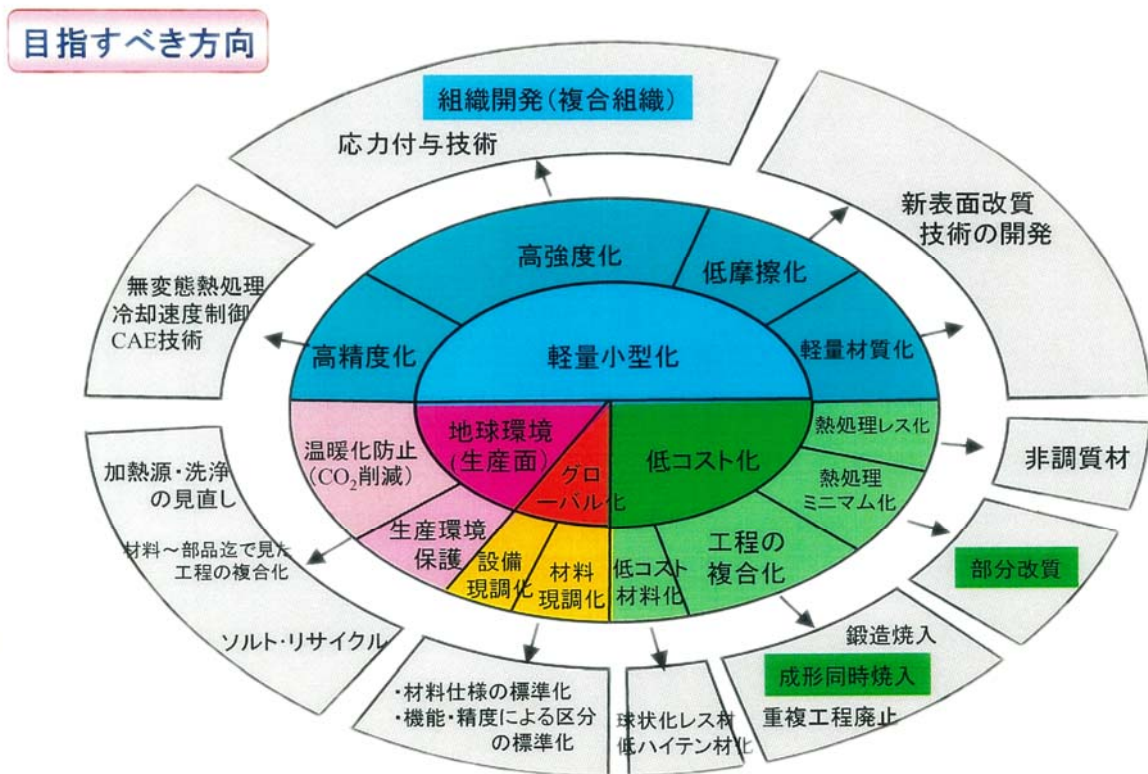 目指すべき方向
組織開発(複合組織)
応力付与技術
新表面改質
技術の開発
無変態熱処理
冷却速度制御
CAE技術
高強度化
低摩擦化
高精度化
軽量小型化
軽量材質化
温暖化防止
(CO₂削減)
地球環境
(生産面)
グロ
ーバル化
低コスト化
熱処理レス化
熱処理
ミニマム化
非調質材
加熱源・洗浄
の見直し
材料～部品迄で見た
工程の複合化
ソルト・リサイクル
生産環境
保護
設備
現調化
材料
現調化
低コスト
材料化
工程の
複合化
部分改質
鍛造焼入
成形同時焼入
重複工程廃止
・材料仕様の標準化
・機能・精度による区分
の標準化
球状化レス材
低ハイテン材化